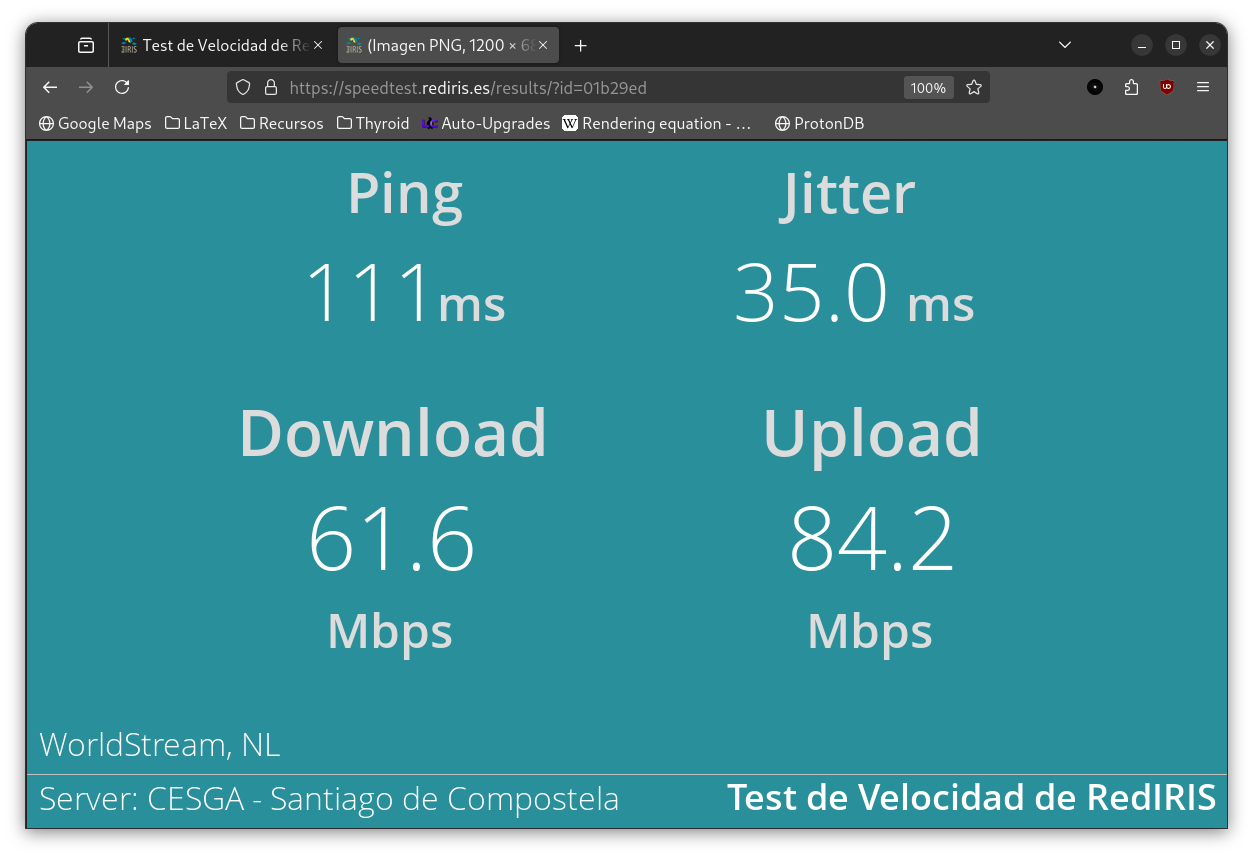 Test de Velocidad de Re
(Imagen PNG, 1200 × 68
https://speedtest.rediris.es/results/?id=01b29ed
100%
Google Maps LaTeX Recursos Thyroid Auto-Upgrades Rendering equation - … ProtonDB
Ping Jitter
111ms 35.0 ms
Download Upload
61.6 84.2
Mbps Mbps
WorldStream, NL
Server: CESGA - Santiago de Compostela Test de Velocidad de RedIRIS